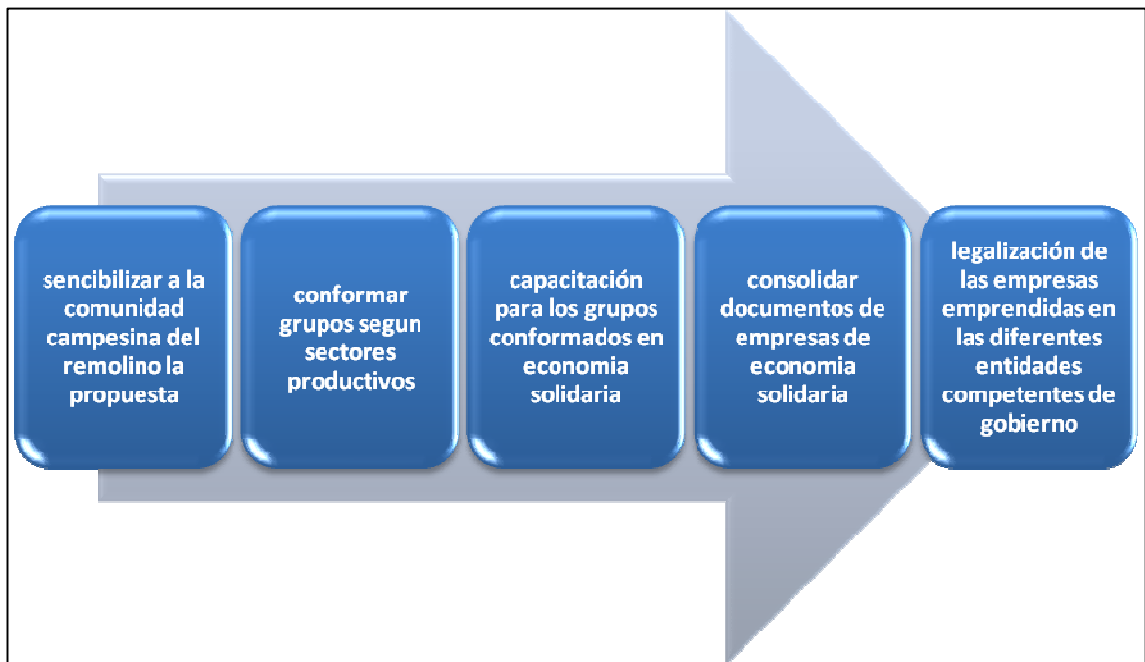 sencibilizar a la
comunidad
campesina del
remolino la
propuesta
conformar
grupos segun
sectores
productivos
capacitación
para los grupos
conformados en
economia
solidaria
consolidar
documentos de
empresas de
economia
solidaria
legalización de
las empresas
emprendidas en
las diferentes
entidades
competentes de
gobierno